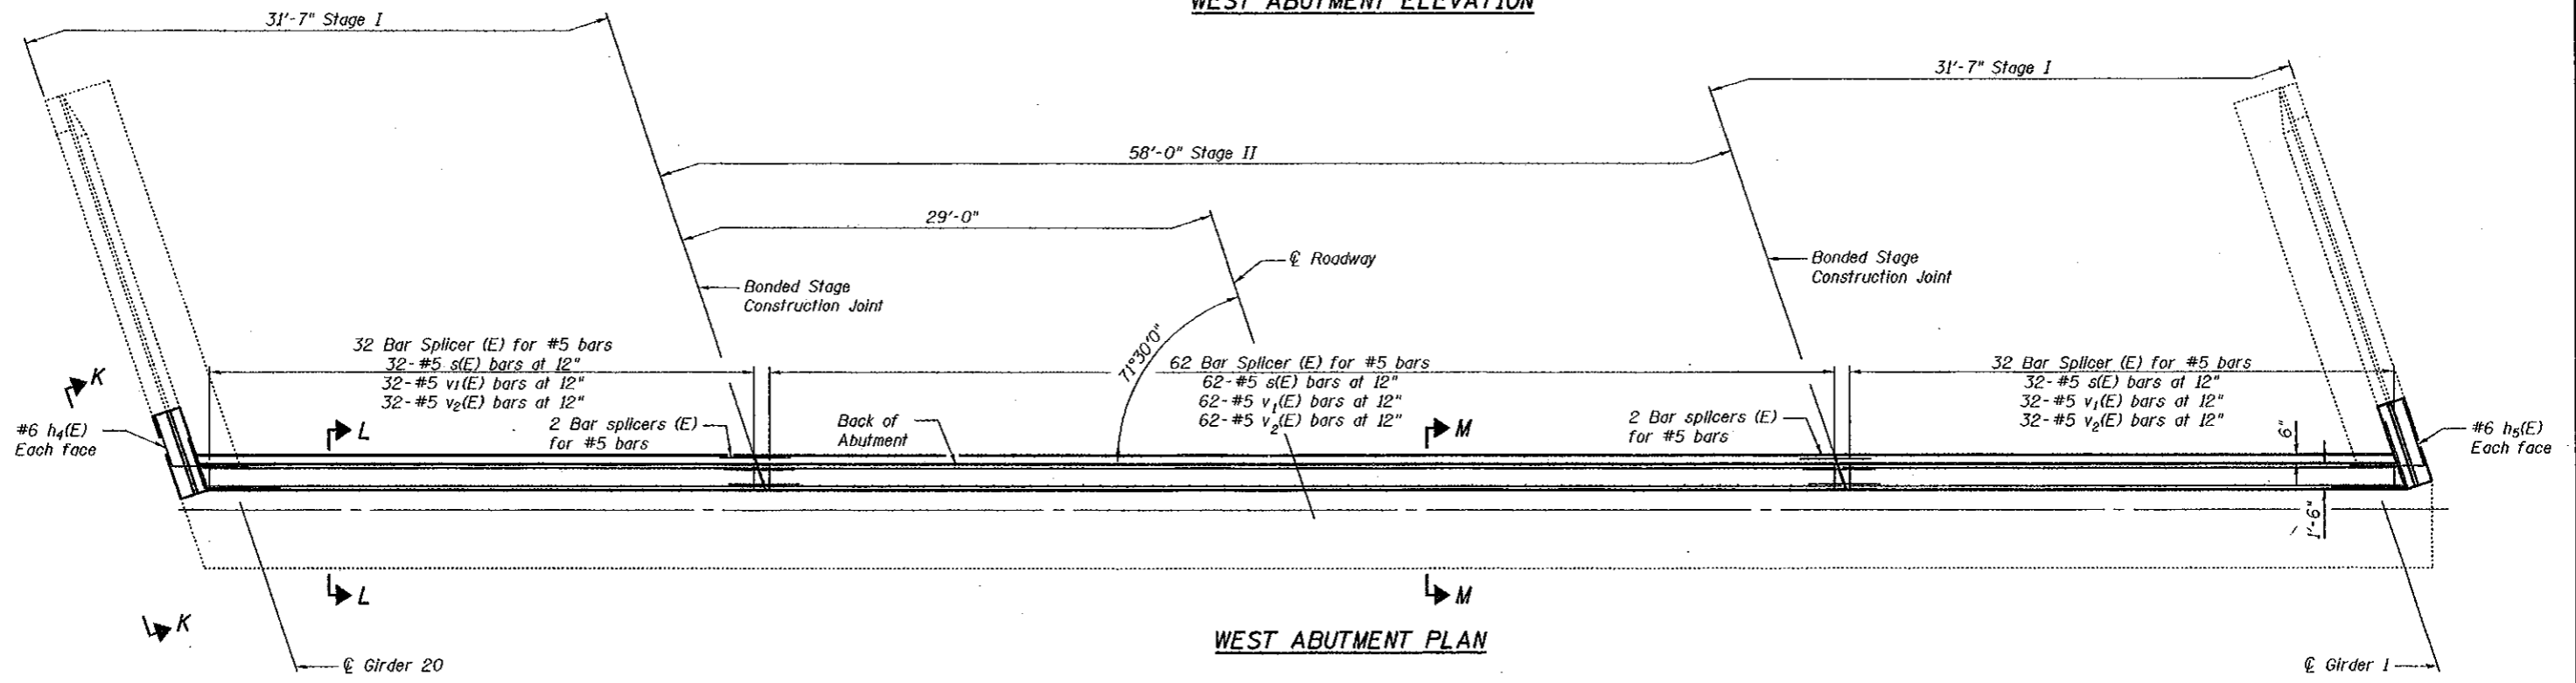 WEST ABUTMENT ELEVATION
31'-7" Stage I
31'-7" Stage I
58'-0" Stage II
29'-0"
℄ Roadway
Bonded Stage
Construction Joint
Bonded Stage
Construction Joint
71°30'0"
32 Bar Splicer (E) for #5 bars
32-#5 s(E) bars at 12"
32-#5 v1(E) bars at 12"
32-#5 v2(E) bars at 12"
62 Bar Splicer (E) for #5 bars
62-#5 s(E) bars at 12"
62-#5 v1(E) bars at 12"
62-#5 v2(E) bars at 12"
32 Bar Splicer (E) for #5 bars
32-#5 s(E) bars at 12"
32-#5 v1(E) bars at 12"
32-#5 v2(E) bars at 12"
K
#6 h4(E)
Each face
L
2 Bar splicers (E)
for #5 bars
Back of
Abutment
M
2 Bar splicers (E)
for #5 bars
6"
#6 h5(E)
Each face
1'-6"
L
M
K
WEST ABUTMENT PLAN
℄ Girder 20
℄ Girder 1